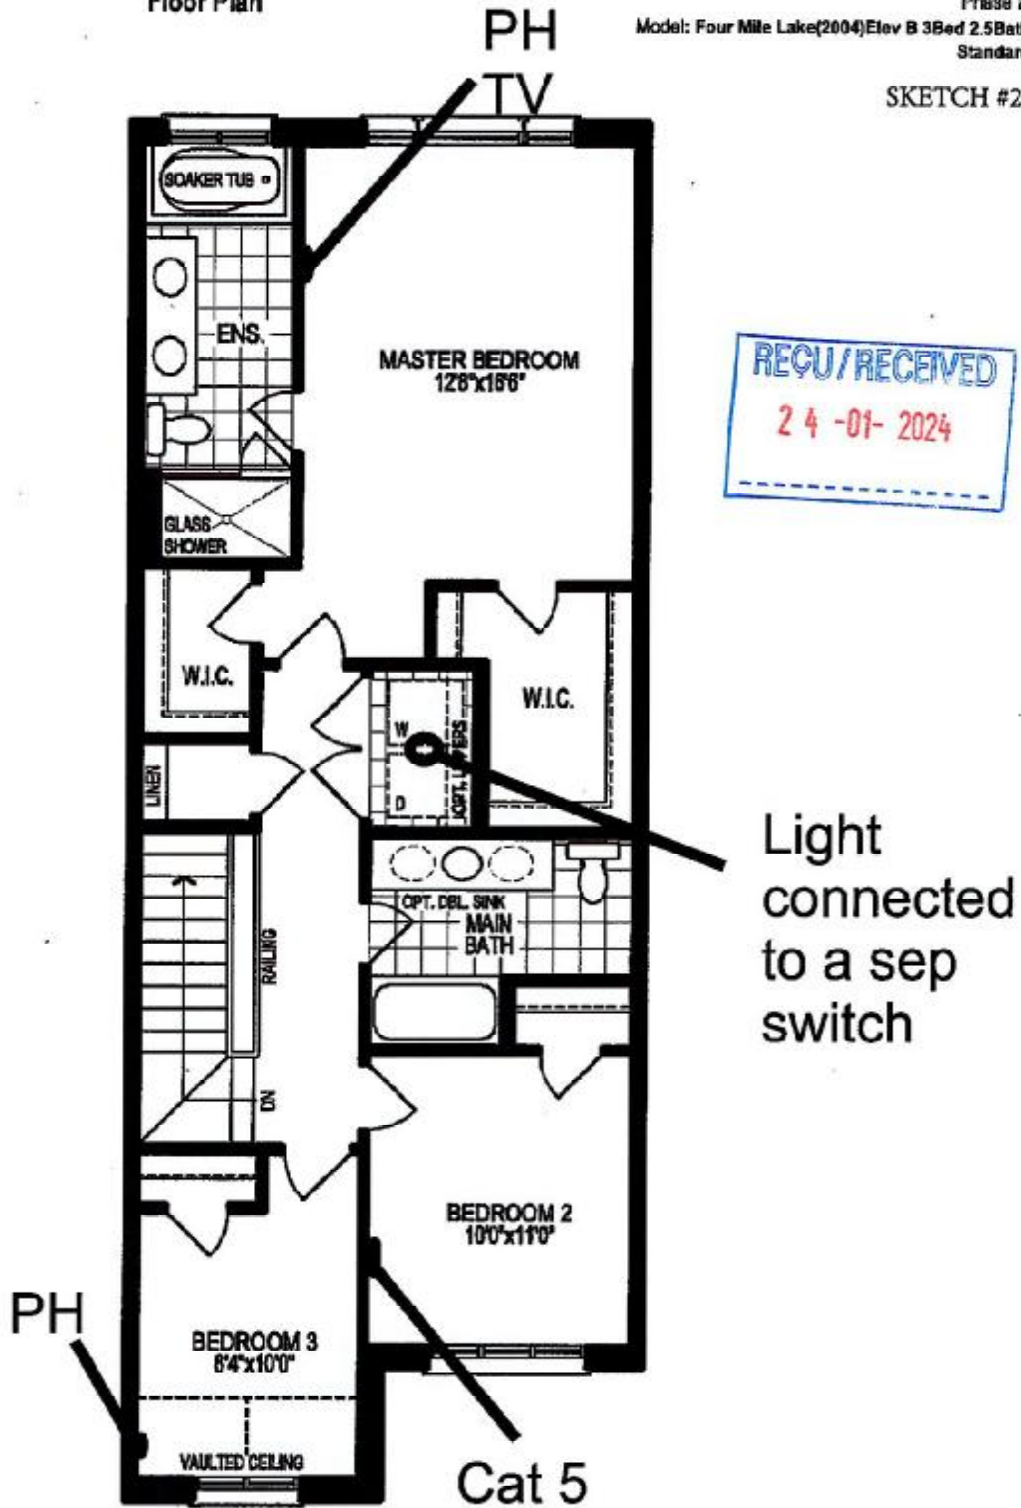 Floor Plan
Model: Four Mile Lake(2004)Elev B 3Bed 2.5Bat
Standar
SKETCH #2
PH
TV
SOAKER TUB
ENS.
MASTER BEDROOM
12'6"x16'6"
REÇU/RECEIVED
24 -01- 2024
GLASS
SHOWER
W.I.C.
W.I.C.
W
D
LINEN
Light
connected
to a sep
switch
OPT. DBL. SINK
MAIN
BATH
RAILING
DN
BEDROOM 2
10'0"x11'0"
PH
BEDROOM 3
8'4"x10'0"
VAULTED CEILING
Cat 5